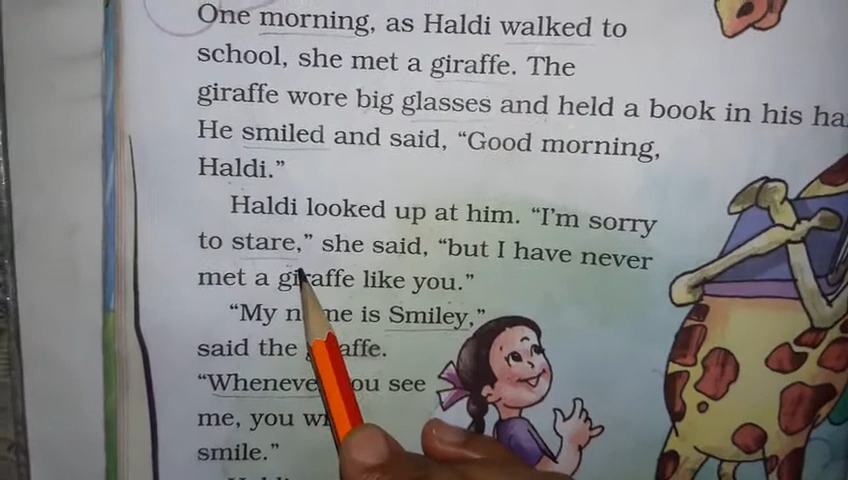 One morning, as Haldi walked to
school, she met a giraffe. The
giraffe wore big glasses and held a book in his
He smiled and said, “Good morning,
Haldi.”
Haldi looked up at him. “I'm sorry
to stare,” she said, “but I have never
met a giraffe like you.”
“My is Smiley,”
said the
“Whenever you see
me, you
smile.”